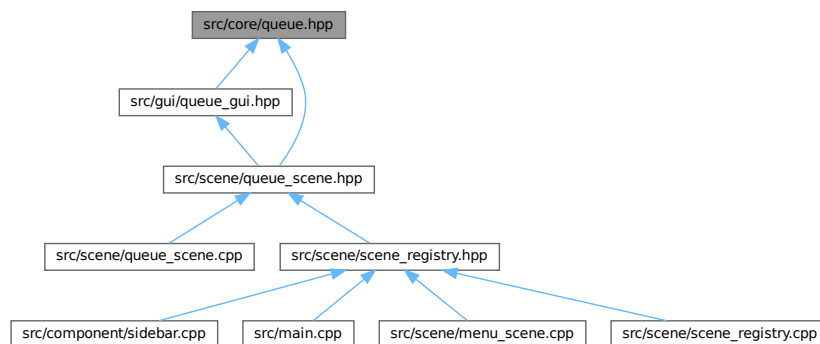 src/core/queue.hpp
src/gui/queue_gui.hpp
src/scene/queue_scene.hpp
src/scene/queue_scene.cpp
src/scene/scene_registry.hpp
src/component/sidebar.cpp
src/main.cpp
src/scene/menu_scene.cpp
src/scene/scene_registry.cpp